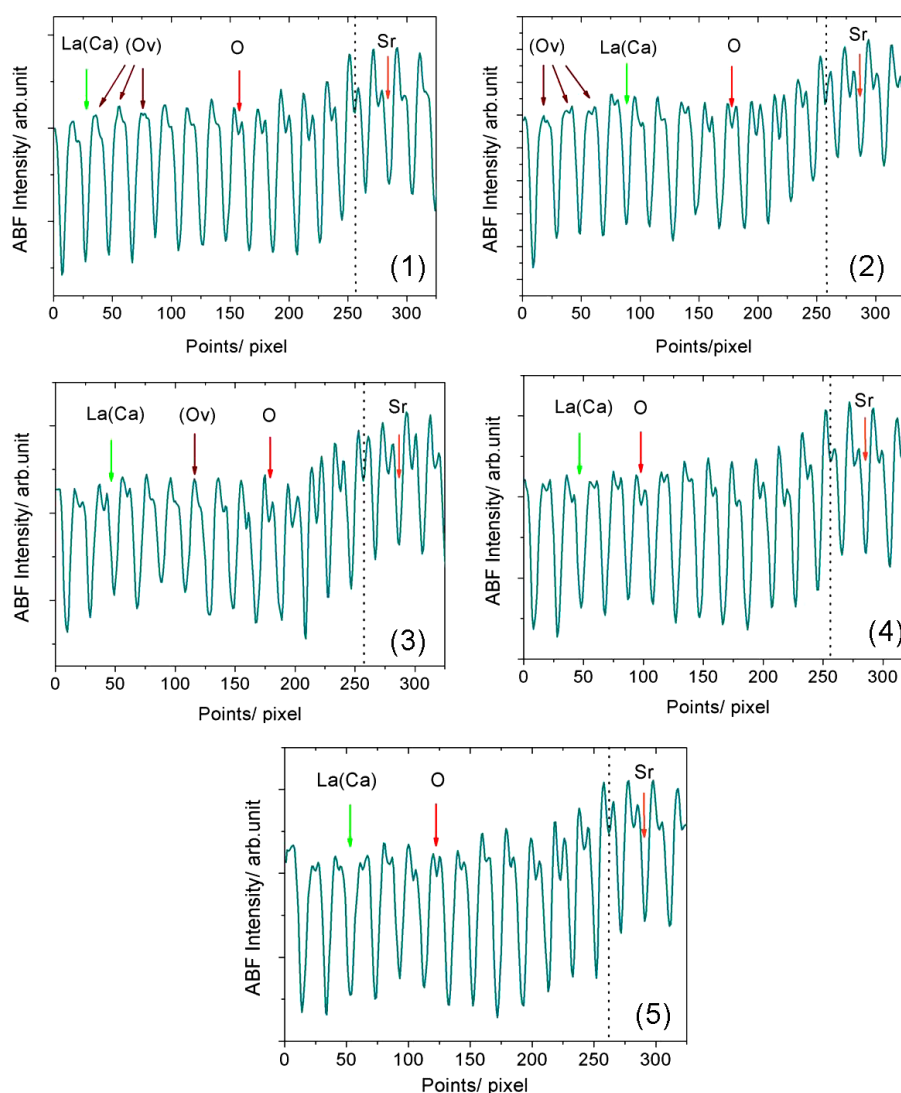 La(Ca) (Ov) O Sr
ABF Intensity/ arb.unit
(1)
0 50 100 150 200 250 300
Points/ pixel
(Ov) La(Ca) O Sr
ABF Intensity/ arb.unit
(2)
0 50 100 150 200 250 300
Points/pixel
La(Ca) (Ov) O Sr
ABF Intensity/ arb.unit
(3)
0 50 100 150 200 250 300
Points/ pixel
La(Ca) O Sr
ABF Intensity/ arb.unit
(4)
0 50 100 150 200 250 300
Points/ pixel
La(Ca) O Sr
ABF Intensity/ arb.unit
(5)
0 50 100 150 200 250 300
Points/ pixel